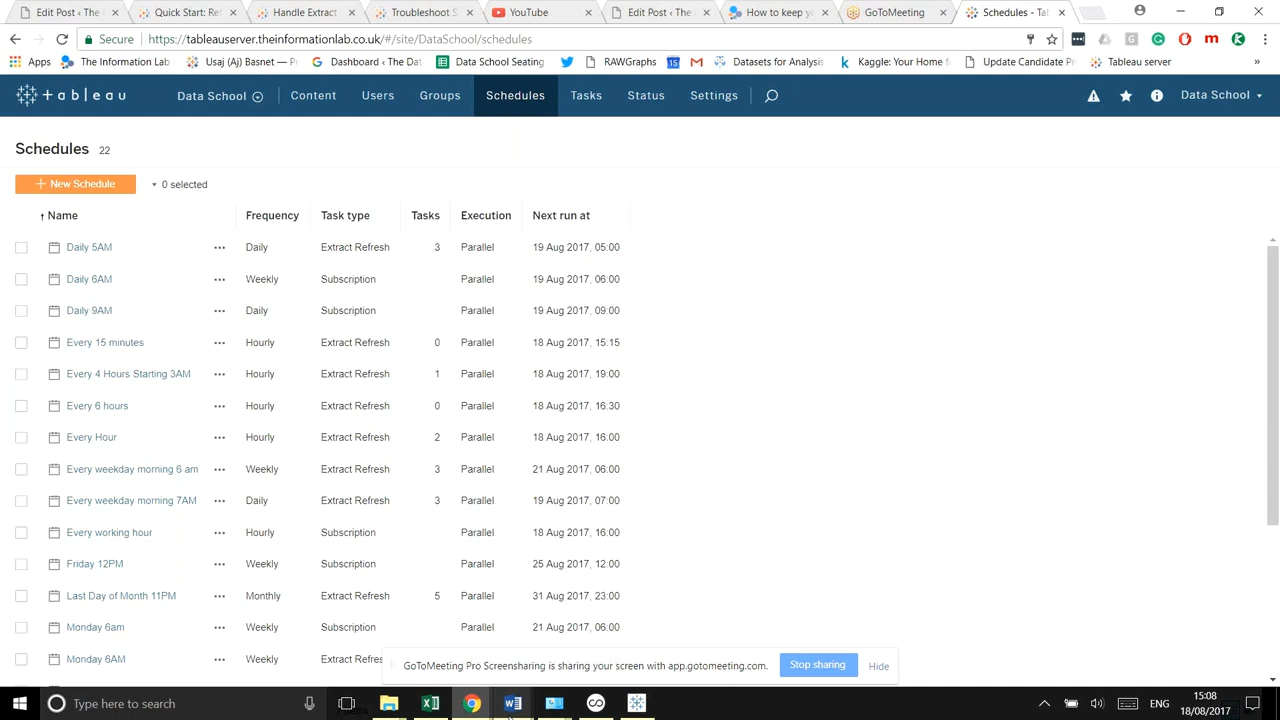 Edit Post ‹ The
Quick Start: Re
Handle Extract
Troubleshoot S
YouTube
Edit Post ‹ The
How to keep y
GoToMeeting
Schedules - Ta
Secure
https://tableauserver.theinformationlab.co.uk/#/site/DataSchool/schedules
Apps
The Information Lab
Usaj (Aj) Basnet –
Dashboard ‹ The Dat
Data School Seating
RAWGraphs
15
Datasets for Analysis
Kaggle: Your Home f
Update Candidate Pr
Tableau server
»
tableau
Data School
Content
Users
Groups
Schedules
Tasks
Status
Settings
Data School
Schedules 22
+ New Schedule
0 selected
↑ Name Frequency Task type Tasks Execution Next run at
Daily 5AM ··· Daily Extract Refresh 3 Parallel 19 Aug 2017, 05:00
Daily 6AM ··· Weekly Subscription Parallel 19 Aug 2017, 06:00
Daily 9AM ··· Daily Subscription Parallel 19 Aug 2017, 09:00
Every 15 minutes ··· Hourly Extract Refresh 0 Parallel 18 Aug 2017, 15:15
Every 4 Hours Starting 3AM ··· Hourly Extract Refresh 1 Parallel 18 Aug 2017, 19:00
Every 6 hours ··· Hourly Extract Refresh 0 Parallel 18 Aug 2017, 16:30
Every Hour ··· Hourly Extract Refresh 2 Parallel 18 Aug 2017, 16:00
Every weekday morning 6 am ··· Weekly Extract Refresh 3 Parallel 21 Aug 2017, 06:00
Every weekday morning 7AM ··· Daily Extract Refresh 3 Parallel 19 Aug 2017, 07:00
Every working hour ··· Hourly Subscription Parallel 18 Aug 2017, 16:00
Friday 12PM ··· Weekly Subscription Parallel 25 Aug 2017, 12:00
Last Day of Month 11PM ··· Monthly Extract Refresh 5 Parallel 31 Aug 2017, 23:00
Monday 6am ··· Weekly Subscription Parallel 21 Aug 2017, 06:00
Monday 6AM ··· Weekly Extract Refre
GoToMeeting Pro Screensharing is sharing your screen with app.gotomeeting.com.
Stop sharing
Hide
Type here to search
ENG
15:08
18/08/2017